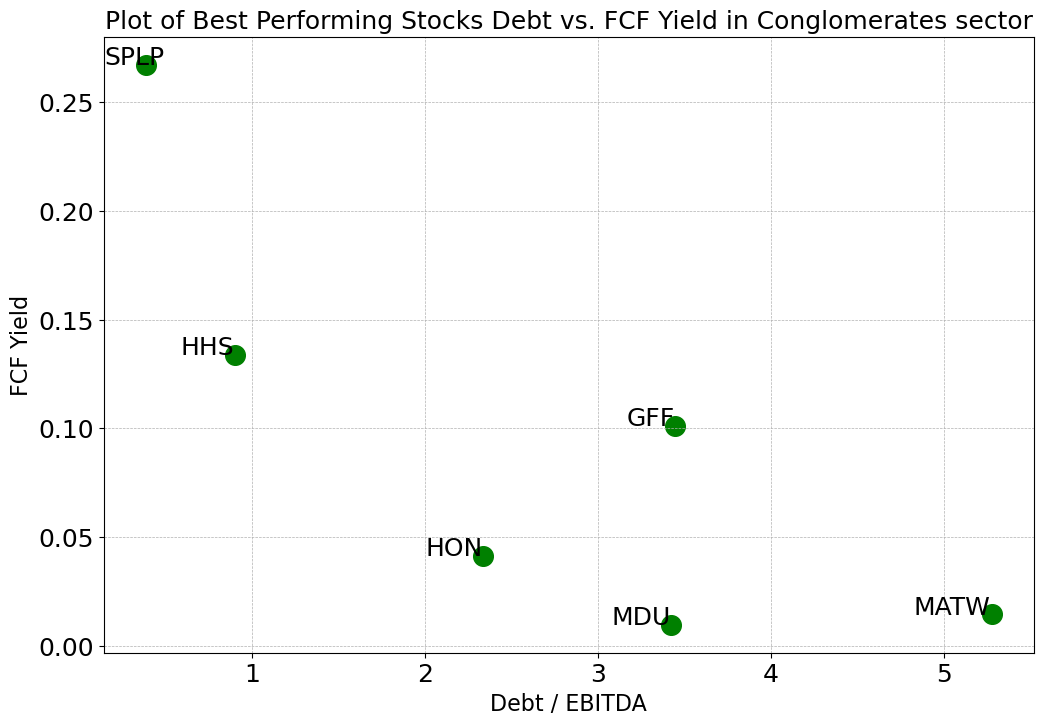 Plot of Best Performing Stocks Debt vs. FCF Yield in Conglomerates sector
SPLP
0.25
0.20
0.15
HHS
GFF
0.10
0.05
HON
MDU
MATW
0.00
FCF Yield
1 2 3 4 5
Debt / EBITDA